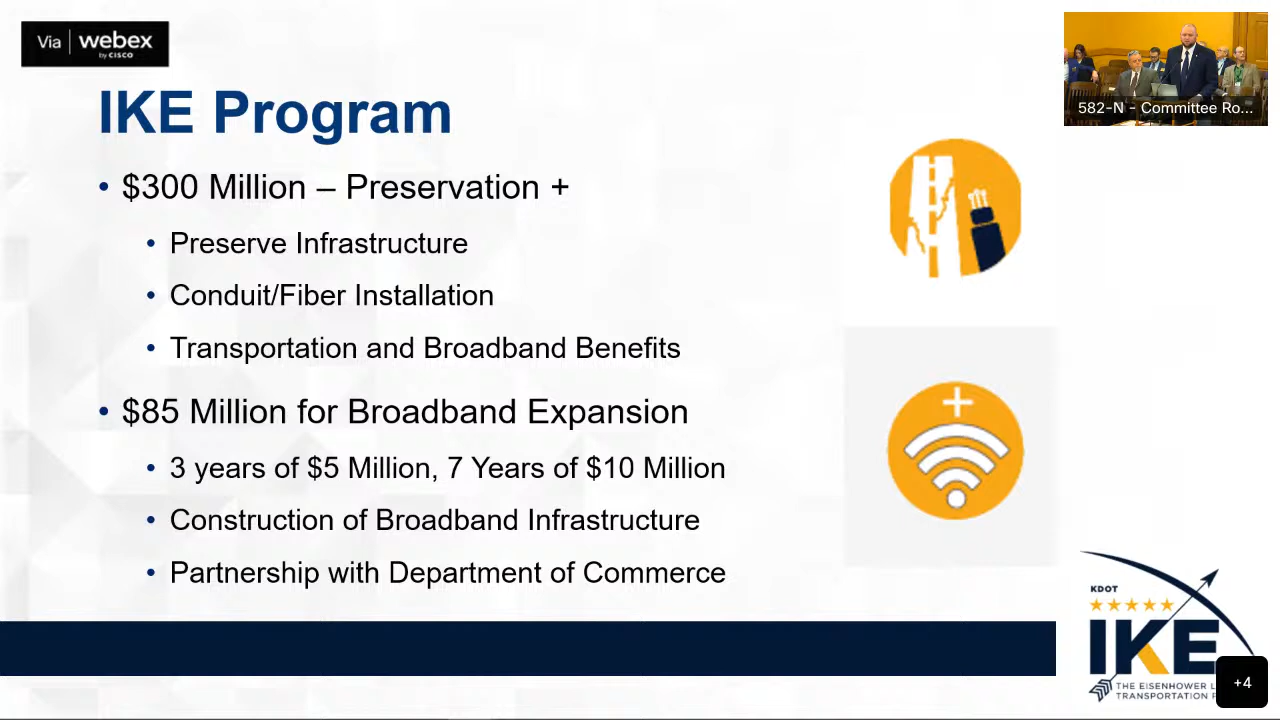 Via webex
by CISCO
582-N - Committee Ro...
IKE Program
• $300 Million – Preservation +
• Preserve Infrastructure
• Conduit/Fiber Installation
• Transportation and Broadband Benefits
• $85 Million for Broadband Expansion
• 3 years of $5 Million, 7 Years of $10 Million
• Construction of Broadband Infrastructure
• Partnership with Department of Commerce
KDOT
IKE
THE EISENHOWER L
TRANSPORTATION P
+4